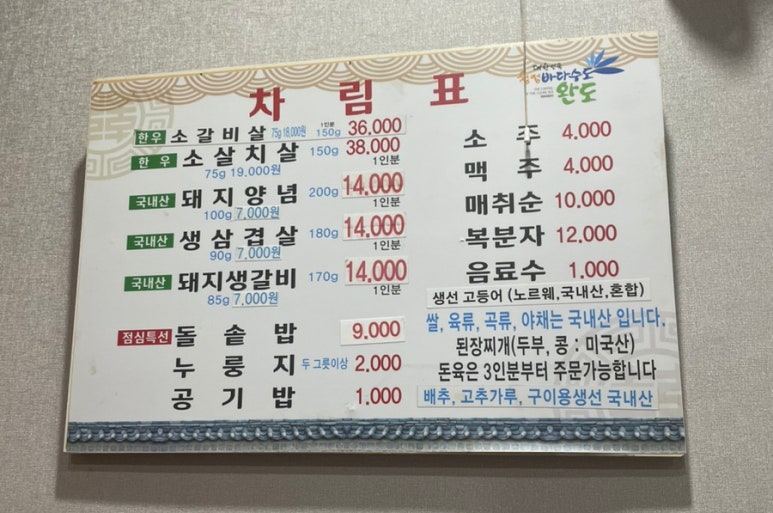 차림표
대한민국
청정바다수도
완도
한우 소갈비살 75g 18,000원 1인분 150g 36,000
한우 소살치살 150g 38,000
75g 19,000원 1인분
국내산 돼지양념 200g 14,000
100g 7,000원 1인분
국내산 생삼겹살 180g 14,000
90g 7,000원 1인분
국내산 돼지생갈비 170g 14,000
85g 7,000원 1인분
점심특선 돌솥밥 9,000
누룽지 두 그릇이상 2,000
공기밥 1.000
소주 4.000
맥주 4.000
매취순 10.000
복분자 12.000
음료수 1.000
생선 고등어 (노르웨,국내산,혼합)
쌀, 육류, 곡류, 야채는 국내산 입니다.
된장찌개(두부, 콩 : 미국산)
돈육은 3인분부터 주문가능합니다
배추, 고추가루, 구이용생선 국내산